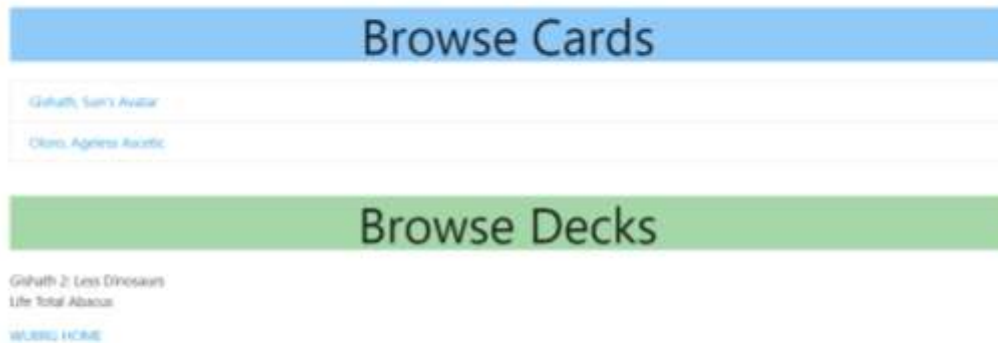 Browse Cards
Gishath, Sun's Avatar
Oloro, Ageless Ascetic
Browse Decks
Gishath 2: Less Dinosaurs
Life Total Abacus
WUBRG HOME